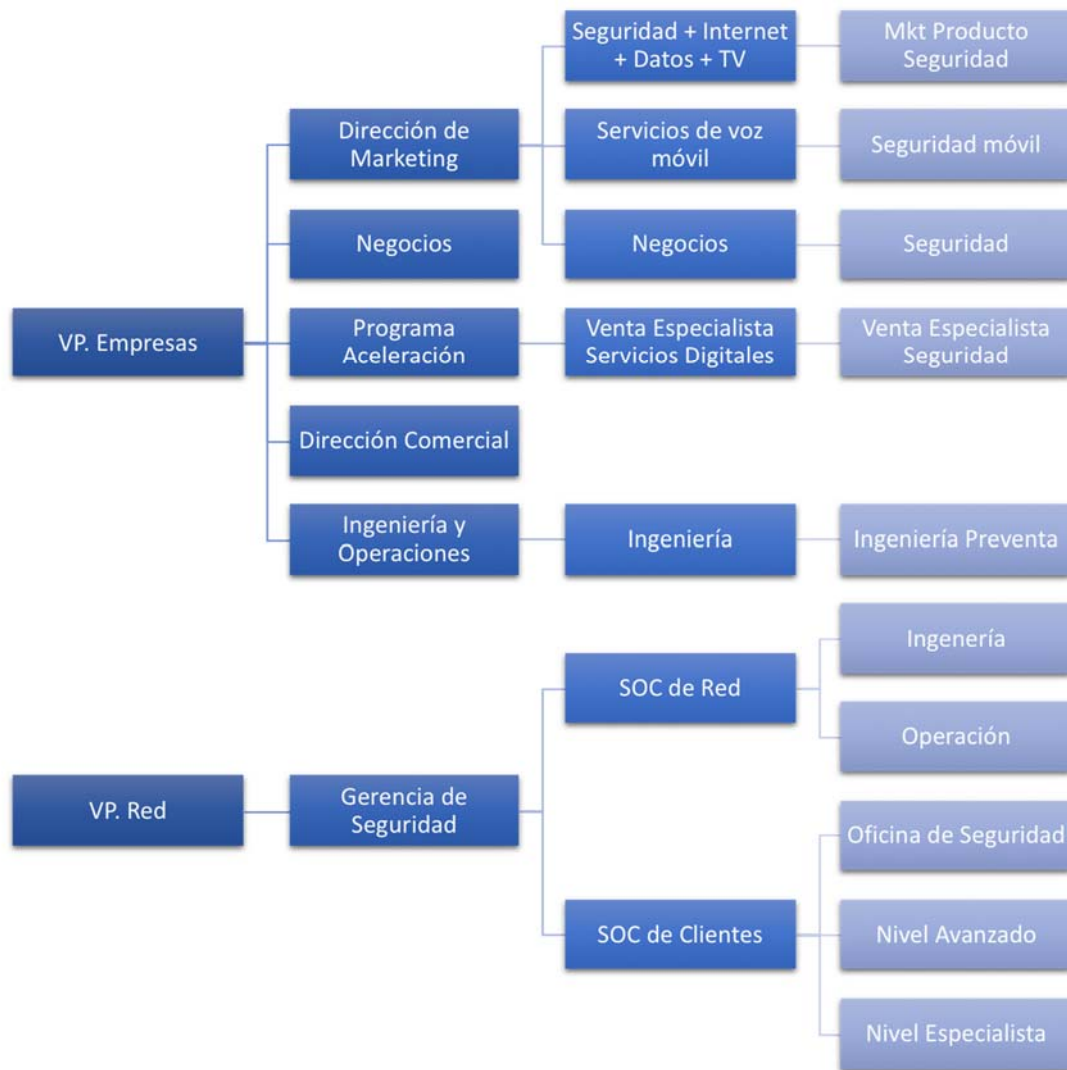 Seguridad + Internet
+ Datos + TV
Mkt Producto
Seguridad
Dirección de
Marketing
Servicios de voz
móvil
Seguridad móvil
Negocios
Negocios
Seguridad
VP. Empresas
Programa
Aceleración
Venta Especialista
Servicios Digitales
Venta Especialista
Seguridad
Dirección Comercial
Ingeniería y
Operaciones
Ingeniería
Ingeniería Preventa
Ingenería
SOC de Red
Operación
VP. Red
Gerencia de
Seguridad
Oficina de Seguridad
SOC de Clientes
Nivel Avanzado
Nivel Especialista